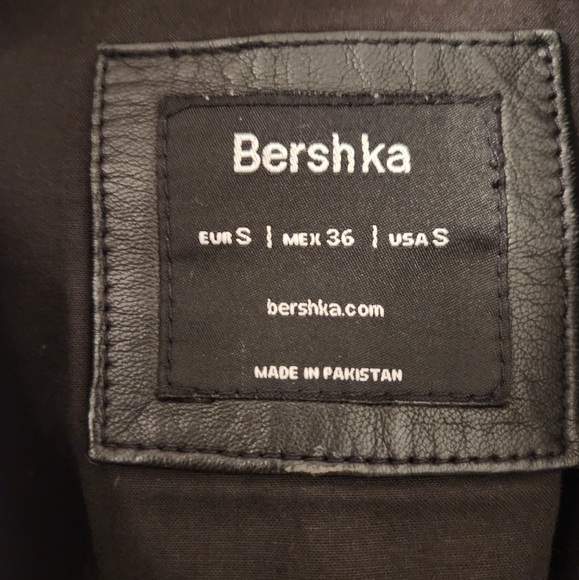 Bershka
EUR S | MEX 36 | USA S
bershka.com
MADE IN PAKISTAN